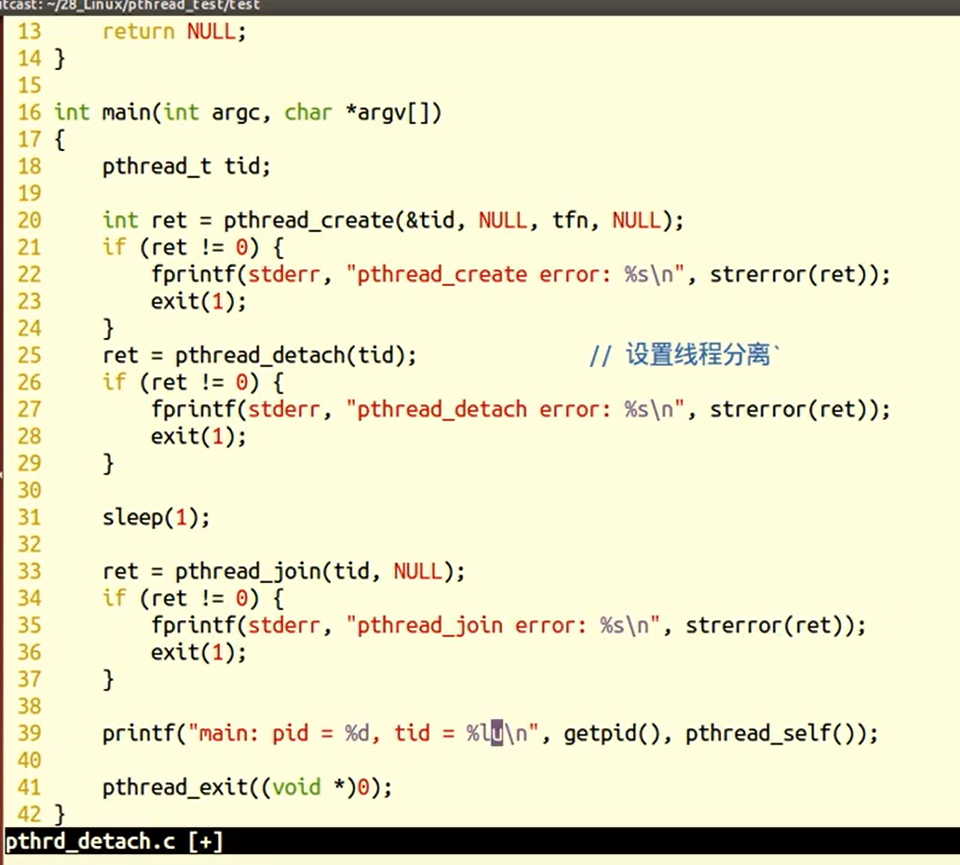 itcast: ~/28_Linux/pthread_test/test
13     return NULL;
14 }
15
16 int main(int argc, char *argv[])
17 {
18     pthread_t tid;
19
20     int ret = pthread_create(&tid, NULL, tfn, NULL);
21     if (ret != 0) {
22         fprintf(stderr, "pthread_create error: %s\n", strerror(ret));
23         exit(1);
24     }
25     ret = pthread_detach(tid);              // 设置线程分离`
26     if (ret != 0) {
27         fprintf(stderr, "pthread_detach error: %s\n", strerror(ret));
28         exit(1);
29     }
30
31     sleep(1);
32
33     ret = pthread_join(tid, NULL);
34     if (ret != 0) {
35         fprintf(stderr, "pthread_join error: %s\n", strerror(ret));
36         exit(1);
37     }
38
39     printf("main: pid = %d, tid = %lu\n", getpid(), pthread_self());
40
41     pthread_exit((void *)0);
42 }
pthrd_detach.c [+]